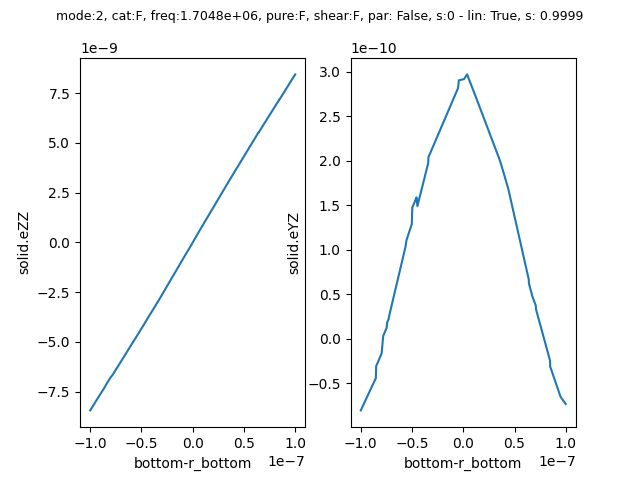 mode:2, cat:F, freq:1.7048e+06, pure:F, shear:F, par: False, s:0 - lin: True, s: 0.9999
1e−9
7.5
5.0
2.5
0.0
−2.5
−5.0
−7.5
solid.eZZ
−1.0 −0.5 0.0 0.5 1.0
bottom-r_bottom 1e−7
1e−10
3.0
2.5
2.0
1.5
1.0
0.5
0.0
−0.5
solid.eYZ
−1.0 −0.5 0.0 0.5 1.0
bottom-r_bottom 1e−7